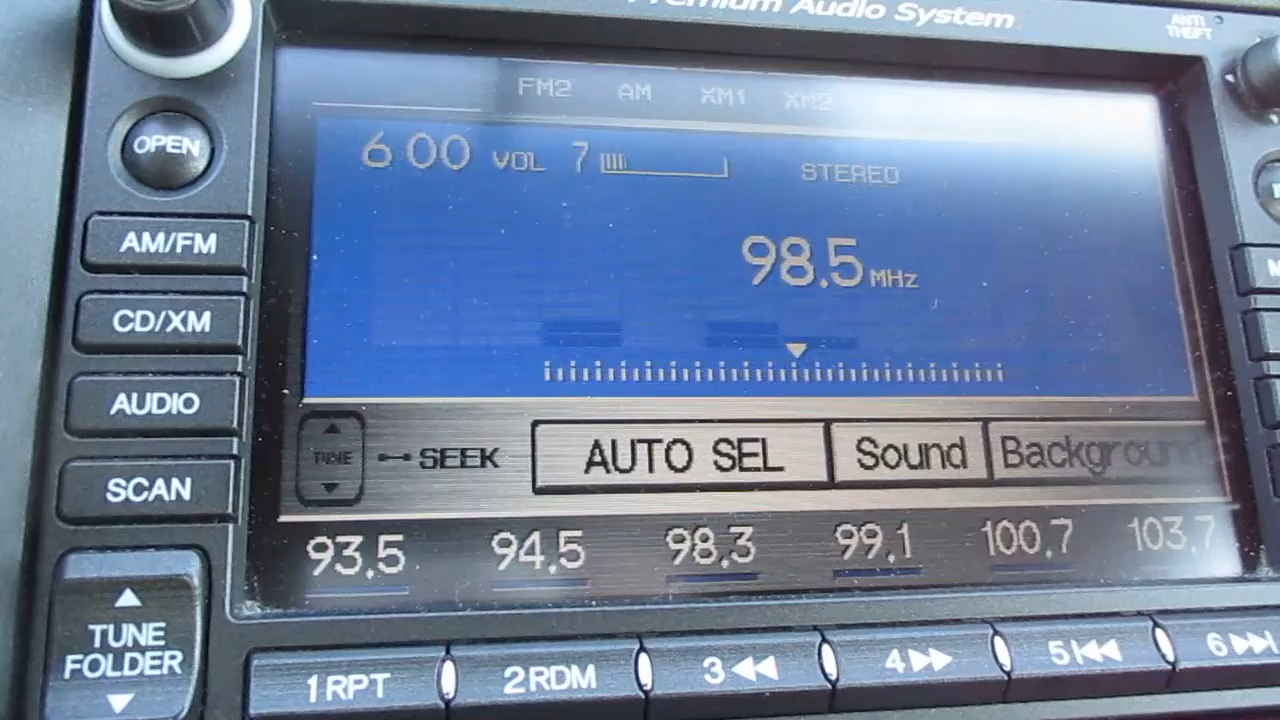 Premium Audio System
ANTI THEFT
FM2 AM XM1 XM2
OPEN
6 00 VOL 7 STEREO
AM/FM
98.5 MHz
CD/XM
AUDIO
TUNE SEEK AUTO SEL Sound Background
SCAN
93.5 94.5 98.3 99.1 100.7 103.7
TUNE
FOLDER
1 RPT 2 RDM 3 4 5 6